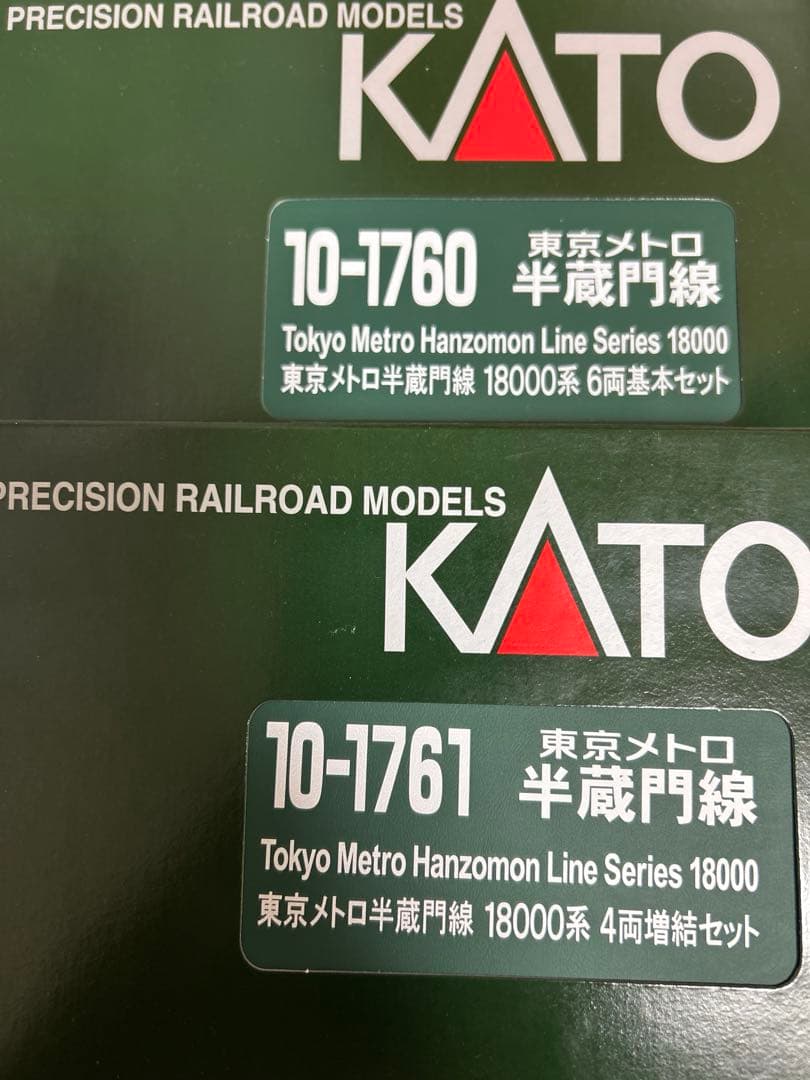 PRECISION RAILROAD MODELS
KATO
10-1760 東京メトロ
半蔵門線
Tokyo Metro Hanzomon Line Series 18000
東京メトロ半蔵門線 18000系 6両基本セット
PRECISION RAILROAD MODELS
KATO
10-1761 東京メトロ
半蔵門線
Tokyo Metro Hanzomon Line Series 18000
東京メトロ半蔵門線 18000系 4両増結セット